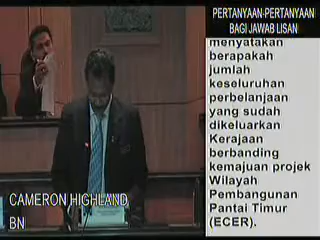 PERTANYAAN-PERTANYAAN
BAGI JAWAB LISAN
menyatakan
berapakah
jumlah
keseluruhan
perbelanjaan
yang sudah
dikeluarkan
Kerajaan
berbanding
kemajuan projek
Wilayah
Pembangunan
Pantai Timur
(ECER).
CAMERON HIGHLAND
BN